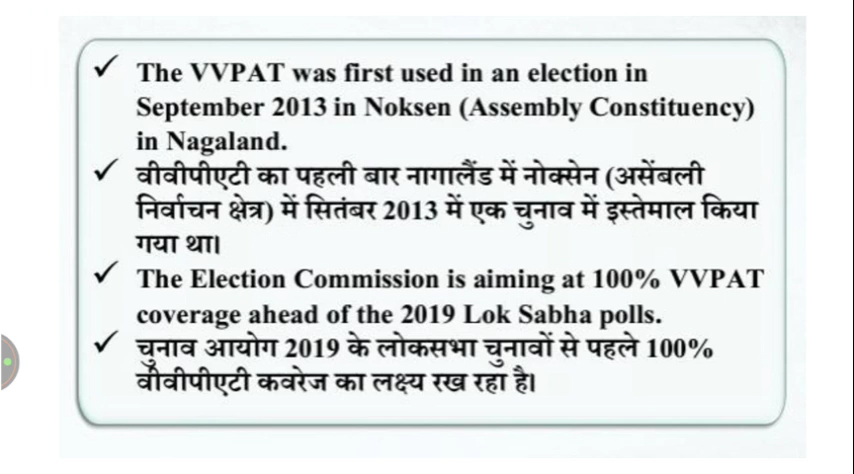 ✓ The VVPAT was first used in an election in
September 2013 in Noksen (Assembly Constituency)
in Nagaland.
✓ वीवीपीएटी का पहली बार नागालैंड में नोक्सेन (असेंबली
निर्वाचन क्षेत्र) में सितंबर 2013 में एक चुनाव में इस्तेमाल किया
गया था।
✓ The Election Commission is aiming at 100% VVPAT
coverage ahead of the 2019 Lok Sabha polls.
✓ चुनाव आयोग 2019 के लोकसभा चुनावों से पहले 100%
वीवीपीएटी कवरेज का लक्ष्य रख रहा है।